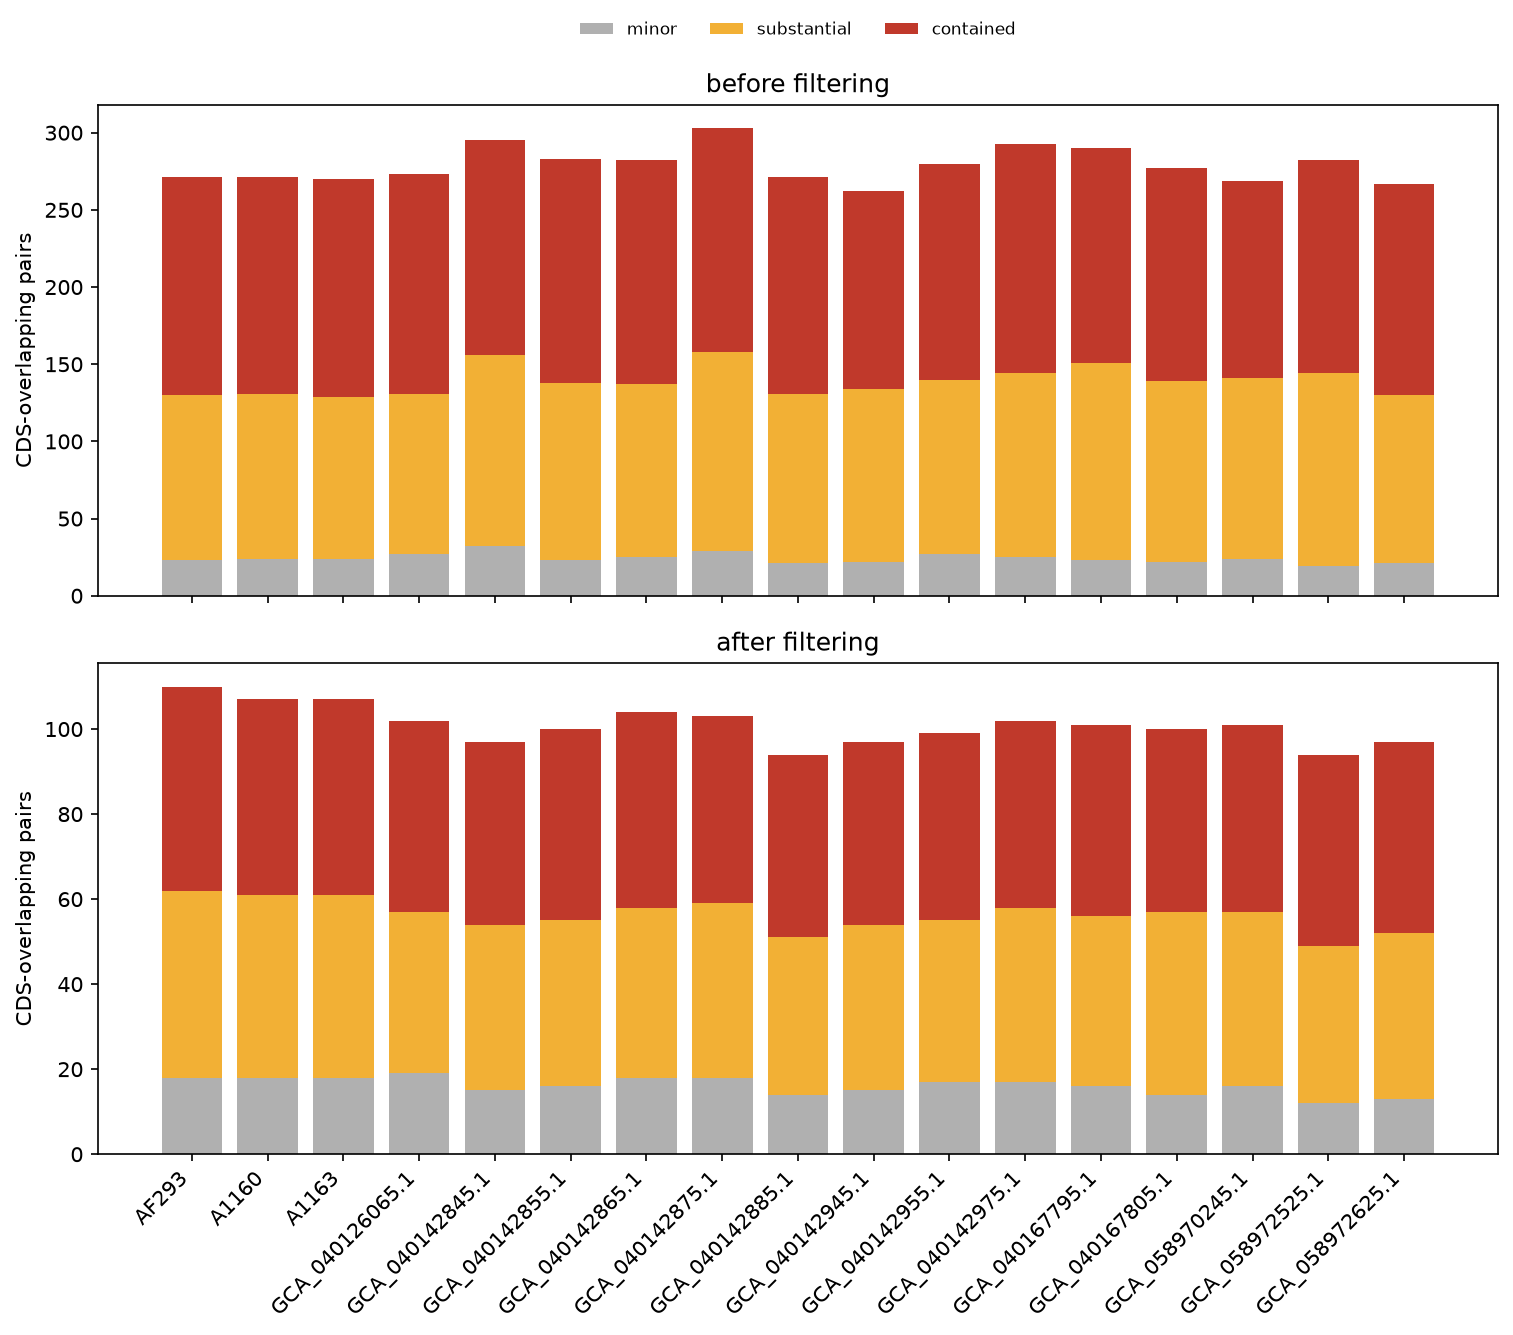 minor substantial contained
before filtering
CDS-overlapping pairs
300
250
200
150
100
50
0
after filtering
CDS-overlapping pairs
100
80
60
40
20
0
AF293
A1160
A1163
GCA_040126065.1
GCA_040142845.1
GCA_040142855.1
GCA_040142865.1
GCA_040142875.1
GCA_040142885.1
GCA_040142945.1
GCA_040142955.1
GCA_040142975.1
GCA_040167795.1
GCA_040167805.1
GCA_058970245.1
GCA_058972525.1
GCA_058972625.1